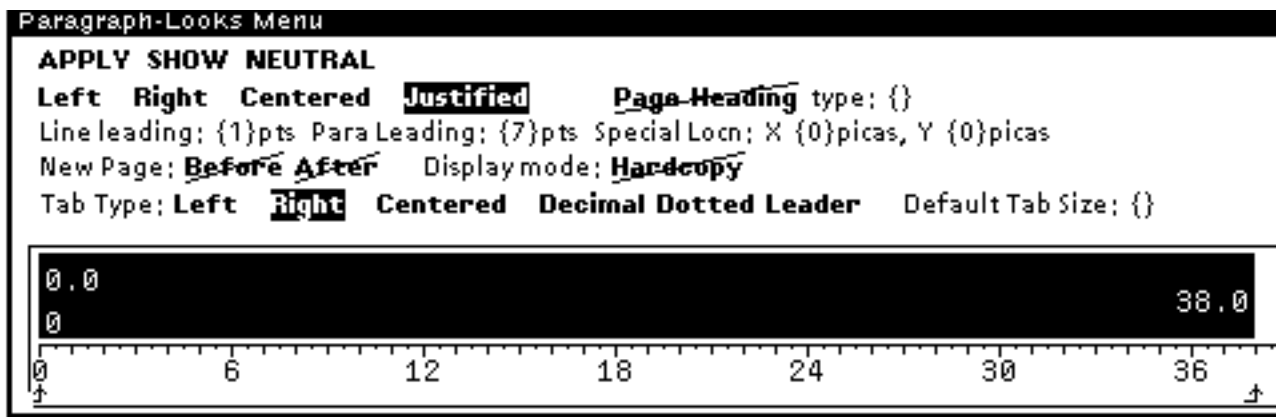 Paragraph-Looks Menu
APPLY SHOW NEUTRAL
Left Right Centered Justified Page-Heading type: {}
Line leading: {1}pts Para Leading: {7}pts Special Locn: X {0}picas, Y {0}picas
New Page: Before After Display mode: Hardcopy
Tab Type: Left Right Centered Decimal Dotted Leader Default Tab Size: {}
0.0
38.0
0
0 6 12 18 24 30 36